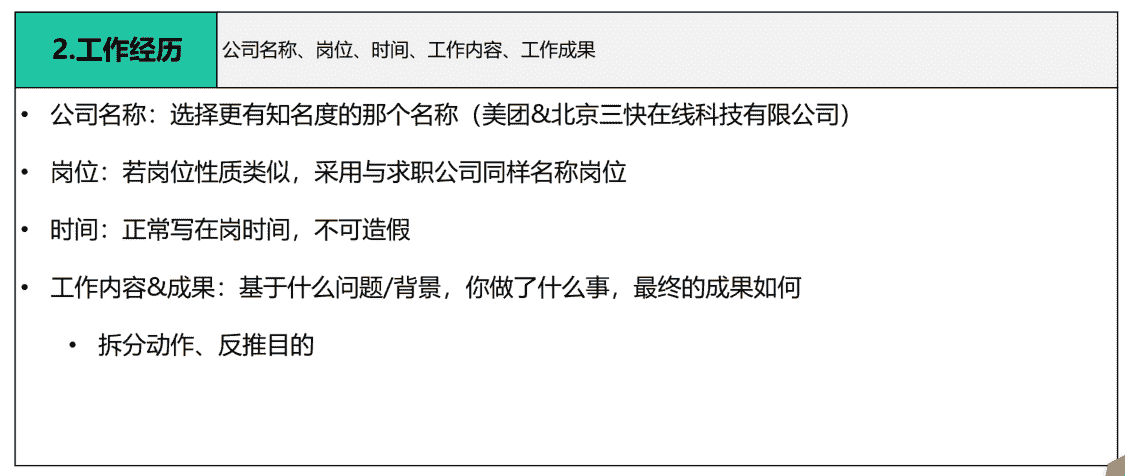 2.工作经历
公司名称、岗位、时间、工作内容、工作成果
• 公司名称：选择更有知名度的那个名称（美团&北京三快在线科技有限公司）
• 岗位：若岗位性质类似，采用与求职公司同样名称岗位
• 时间：正常写在岗时间，不可造假
• 工作内容&成果：基于什么问题/背景，你做了什么事，最终的成果如何
• 拆分动作、反推目的